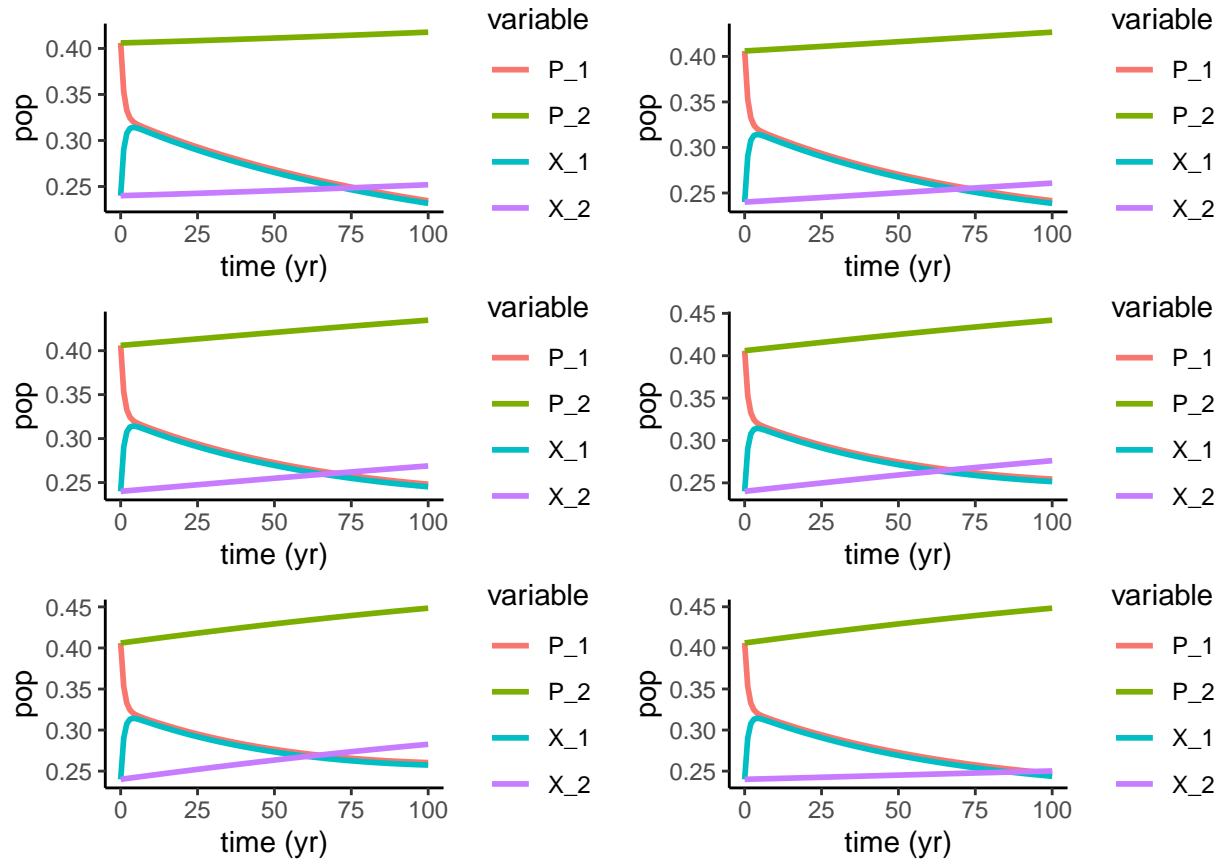 variable
0.40
0.35
0.30
0.25
pop
0 25 50 75 100
time (yr)
P_1
P_2
X_1
X_2
variable
0.40
0.35
0.30
0.25
pop
0 25 50 75 100
time (yr)
P_1
P_2
X_1
X_2
variable
0.40
0.35
0.30
0.25
pop
0 25 50 75 100
time (yr)
P_1
P_2
X_1
X_2
variable
0.45
0.40
0.35
0.30
0.25
pop
0 25 50 75 100
time (yr)
P_1
P_2
X_1
X_2
variable
0.45
0.40
0.35
0.30
0.25
pop
0 25 50 75 100
time (yr)
P_1
P_2
X_1
X_2
variable
0.45
0.40
0.35
0.30
0.25
pop
0 25 50 75 100
time (yr)
P_1
P_2
X_1
X_2